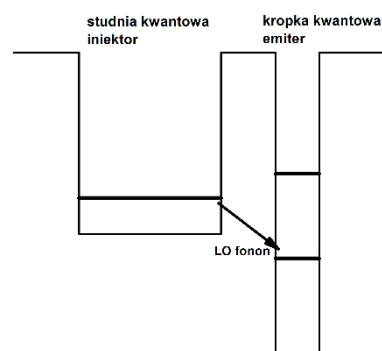 studnia kwantowa
iniektor
kropka kwantowa
emiter
LO fonon